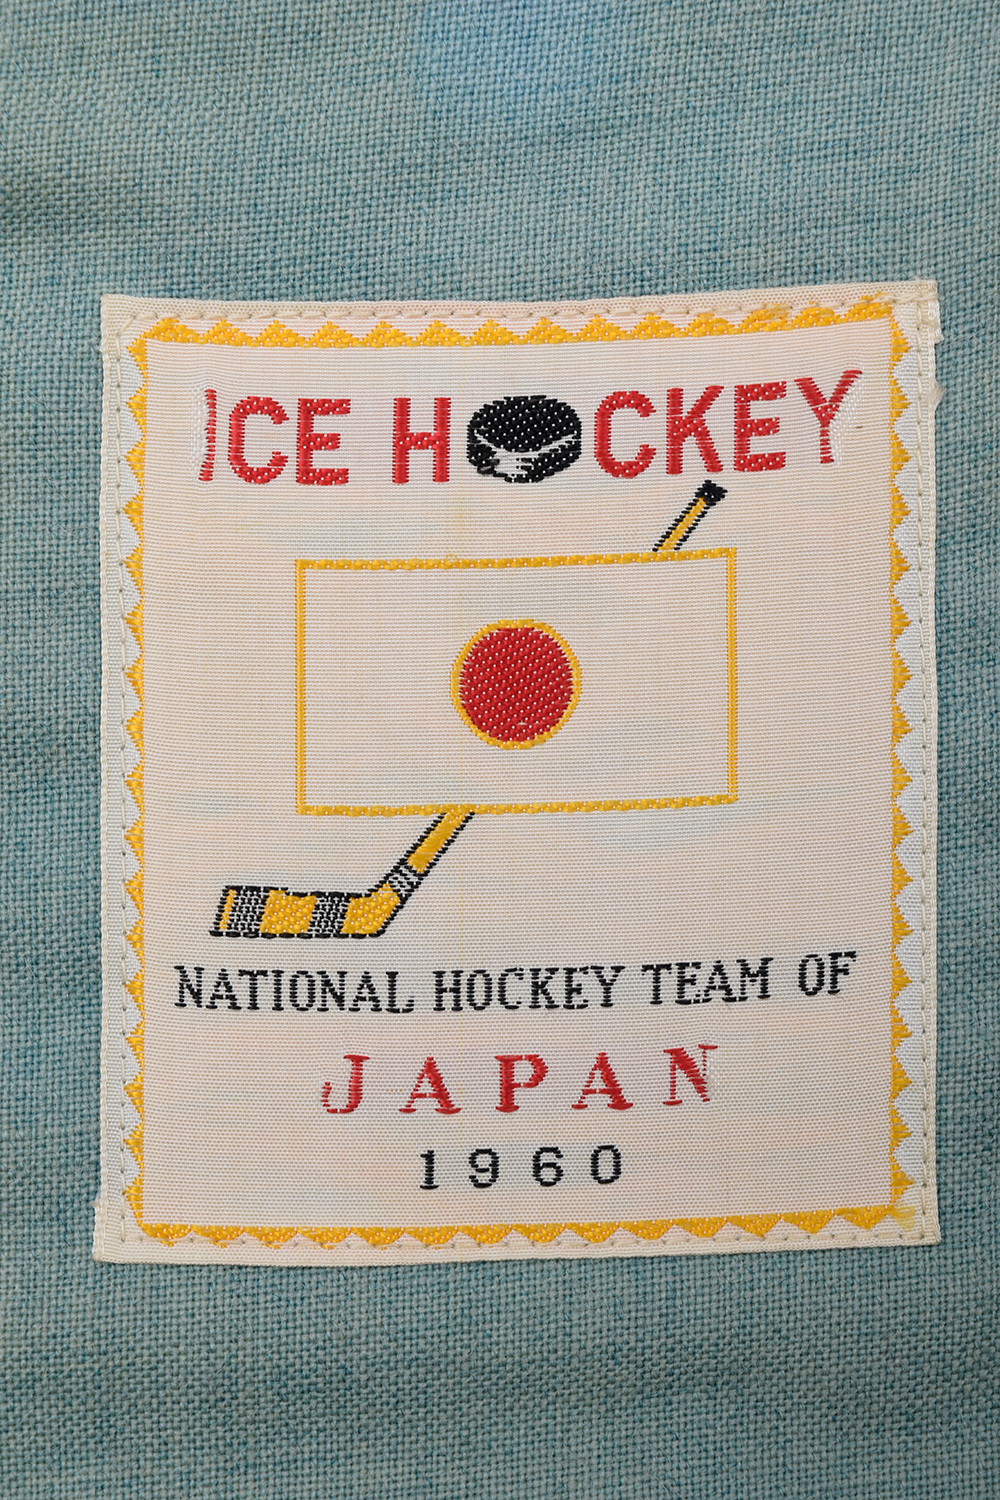 ICE HOCKEY
NATIONAL HOCKEY TEAM OF
JAPAN
1960